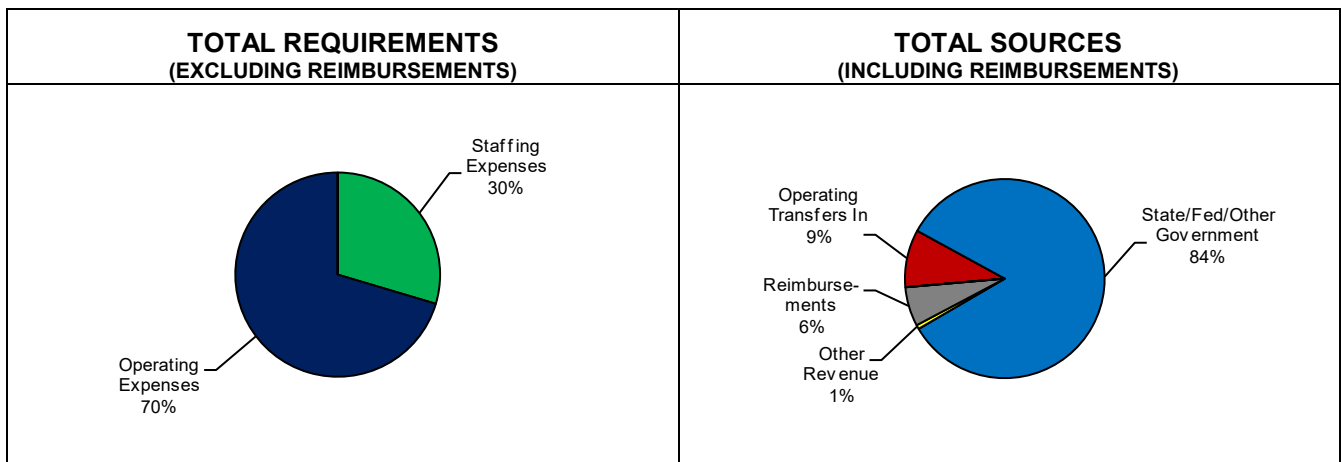 TOTAL REQUIREMENTS
(EXCLUDING REIMBURSEMENTS)
Staffing
Expenses
30%
Operating
Expenses
70%
TOTAL SOURCES
(INCLUDING REIMBURSEMENTS)
Operating
Transfers In
9%
State/Fed/Other
Government
84%
Reimburse-
ments
6%
Other
Revenue
1%